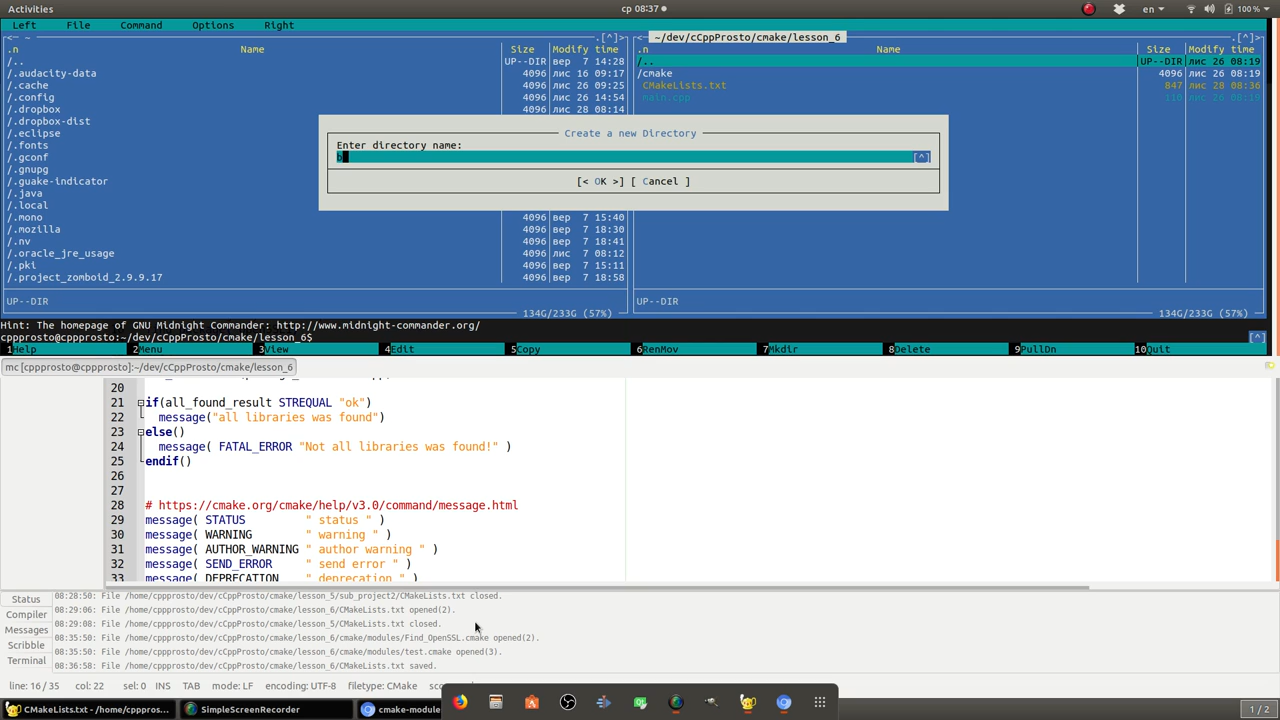 Activities
ср 08:37
en
100 %
Left File Command Options Right
<─ ~ .[^]>
.n Name Size Modify time
/.. UP--DIR вер 7 14:28
/.audacity-data 4096 лис 16 09:17
/.cache 4096 лис 26 09:25
/.config 4096 лис 26 14:54
/.dropbox 4096 лис 28 08:14
/.dropbox-dist
/.eclipse
/.fonts
/.gconf
/.gnupg
/.guake-indicator
/.java
/.local
/.mono 4096 вер 7 15:40
/.mozilla 4096 вер 7 18:30
/.nv 4096 вер 7 18:41
/.oracle_jre_usage 4096 лис 7 08:12
/.pki 4096 вер 7 15:11
/.project_zomboid_2.9.9.17 4096 вер 7 18:58
UP--DIR
134G/233G (57%)
<─ ~/dev/cCppProsto/cmake/lesson_6 .[^]>
.n Name Size Modify time
/.. UP--DIR лис 26 08:19
/cmake 4096 лис 26 08:19
CMakeLists.txt 847 лис 28 08:36
main.cpp 110 лис 26 08:19
UP--DIR
134G/233G (57%)
Create a new Directory
Enter directory name:
b
[^]
[< OK >] [ Cancel ]
Hint: The homepage of GNU Midnight Commander: http://www.midnight-commander.org/
cppprosto@cppprosto:~/dev/cCppProsto/cmake/lesson_6$ [^]
1Help 2Menu 3View 4Edit 5Copy 6RenMov 7Mkdir 8Delete 9PullDn 10Quit
mc [cppprosto@cppprosto]:~/dev/cCppProsto/cmake/lesson_6
20
21 if(all_found_result STREQUAL "ok")
22 message("all libraries was found")
23 else()
24 message( FATAL_ERROR "Not all libraries was found!" )
25 endif()
26
27
28 # https://cmake.org/cmake/help/v3.0/command/message.html
29 message( STATUS " status " )
30 message( WARNING " warning " )
31 message( AUTHOR_WARNING " author warning " )
32 message( SEND_ERROR " send error " )
33 message( DEPRECATION " deprecation " )
Status
Compiler
Messages
Scribble
Terminal
08:28:50: File /home/cppprosto/dev/cCppProsto/cmake/lesson_5/sub_project2/CMakeLists.txt closed.
08:29:06: File /home/cppprosto/dev/cCppProsto/cmake/lesson_6/CMakeLists.txt opened(2).
08:29:08: File /home/cppprosto/dev/cCppProsto/cmake/lesson_5/CMakeLists.txt closed.
08:35:50: File /home/cppprosto/dev/cCppProsto/cmake/lesson_6/cmake/modules/Find_OpenSSL.cmake opened(2).
08:35:50: File /home/cppprosto/dev/cCppProsto/cmake/lesson_6/cmake/modules/test.cmake opened(3).
08:36:58: File /home/cppprosto/dev/cCppProsto/cmake/lesson_6/CMakeLists.txt saved.
line: 16 / 35 col: 22 sel: 0 INS TAB mode: LF encoding: UTF-8 filetype: CMake
CMakeLists.txt - /home/cpppros...
SimpleScreenRecorder
cmake-module
1 / 2